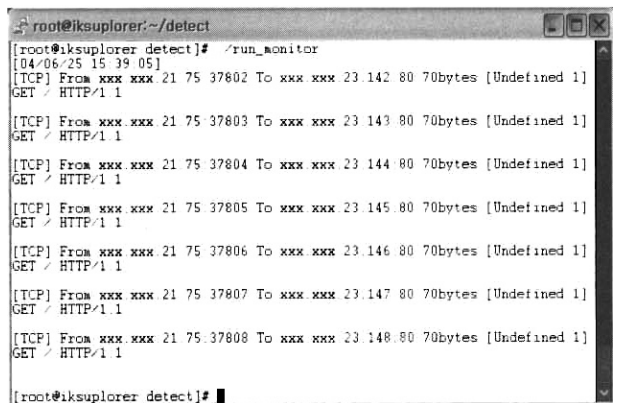 root@iksuplorer:~/detect
[root@iksuplorer detect]# ./run_monitor
[04/06/25 15:39:05]
[TCP] From xxx.xxx.21.75:37802 To xxx.xxx.23.142:80 70bytes [Undefined 1]
GET / HTTP/1.1
[TCP] From xxx.xxx.21.75:37803 To xxx.xxx.23.143:80 70bytes [Undefined 1]
GET / HTTP/1.1
[TCP] From xxx.xxx.21.75:37804 To xxx.xxx.23.144:80 70bytes [Undefined 1]
GET / HTTP/1.1
[TCP] From xxx.xxx.21.75:37805 To xxx.xxx.23.145:80 70bytes [Undefined 1]
GET / HTTP/1.1
[TCP] From xxx.xxx.21.75:37806 To xxx.xxx.23.146:80 70bytes [Undefined 1]
GET / HTTP/1.1
[TCP] From xxx.xxx.21.75:37807 To xxx.xxx.23.147:80 70bytes [Undefined 1]
GET / HTTP/1.1
[TCP] From xxx.xxx.21.75:37808 To xxx.xxx.23.148:80 70bytes [Undefined 1]
GET / HTTP/1.1
[root@iksuplorer detect]#